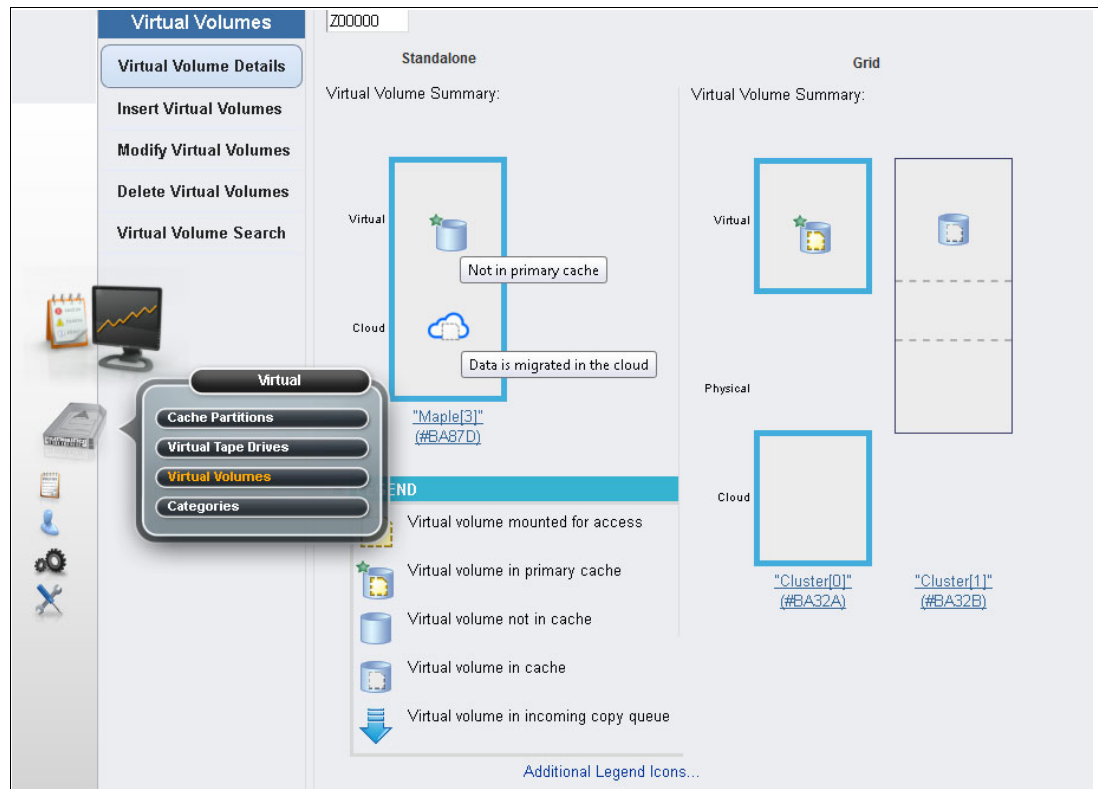 Virtual Volumes
Virtual Volume Details
Insert Virtual Volumes
Modify Virtual Volumes
Delete Virtual Volumes
Virtual Volume Search
Virtual
Cache Partitions
Virtual Tape Drives
Virtual Volumes
Categories
Z00000
Standalone
Virtual Volume Summary:
Virtual
Not in primary cache
Cloud
Data is migrated in the cloud
"Maple[3]"
(#BA87D)
Grid
Virtual Volume Summary:
Virtual
Physical
Cloud
"Cluster[0]"
(#BA32A)
"Cluster[1]"
(#BA32B)
END
Virtual volume mounted for access
Virtual volume in primary cache
Virtual volume not in cache
Virtual volume in cache
Virtual volume in incoming copy queue
Additional Legend Icons...